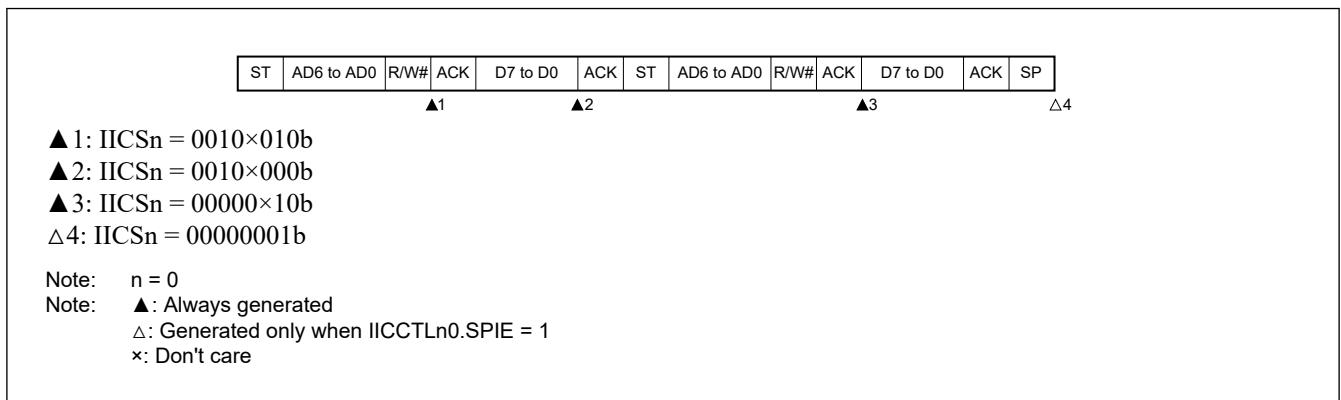 ST AD6 to AD0 R/W# ACK D7 to D0 ACK ST AD6 to AD0 R/W# ACK D7 to D0 ACK SP
▲1 ▲2 ▲3 △4
▲1: IICSn = 0010×010b
▲2: IICSn = 0010×000b
▲3: IICSn = 00000×10b
△4: IICSn = 00000001b
Note: n = 0
Note: ▲: Always generated
△: Generated only when IICCTLn0.SPIE = 1
×: Don't care